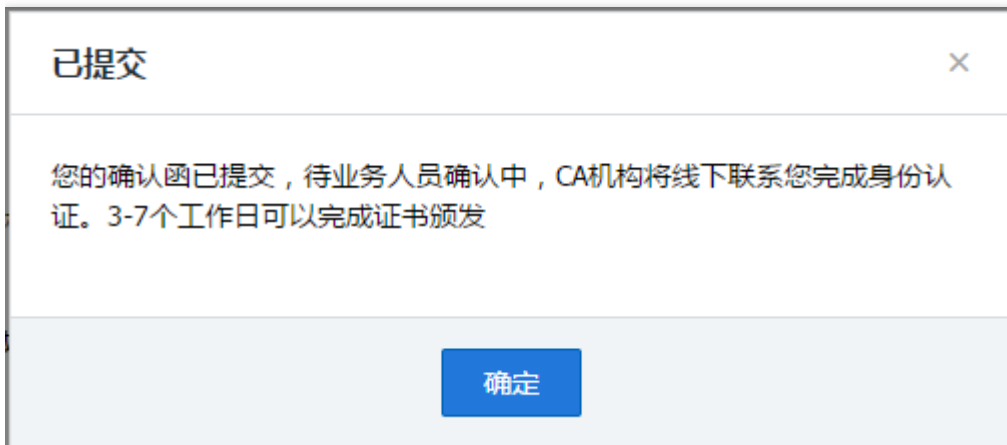 已提交
您的确认函已提交，待业务人员确认中，CA机构将线下联系您完成身份认
证。3-7个工作日可以完成证书颁发
确定